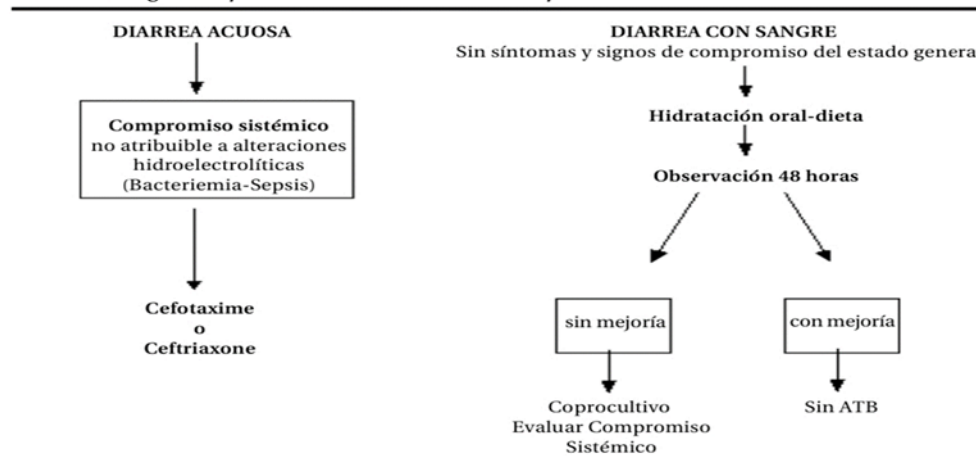 DIARREA ACUOSA
Compromiso sistémico
no atribuible a alteraciones
hidroelectrolíticas
(Bacteriemia-Sepsis)
Cefotaxime
o
Ceftriaxone
DIARREA CON SANGRE
Sin síntomas y signos de compromiso del estado genera
Hidratación oral-dieta
Observación 48 horas
sin mejoría
con mejoría
Coprocultivo
Evaluar Compromiso
Sistémico
Sin ATB